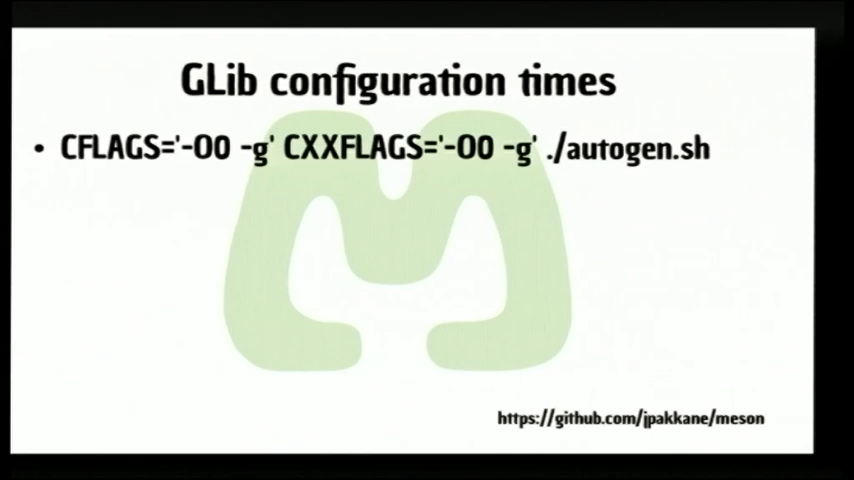 GLib configuration times
• CFLAGS='-O0 -g' CXXFLAGS='-O0 -g' ./autogen.sh
https://github.com/jpakkane/meson